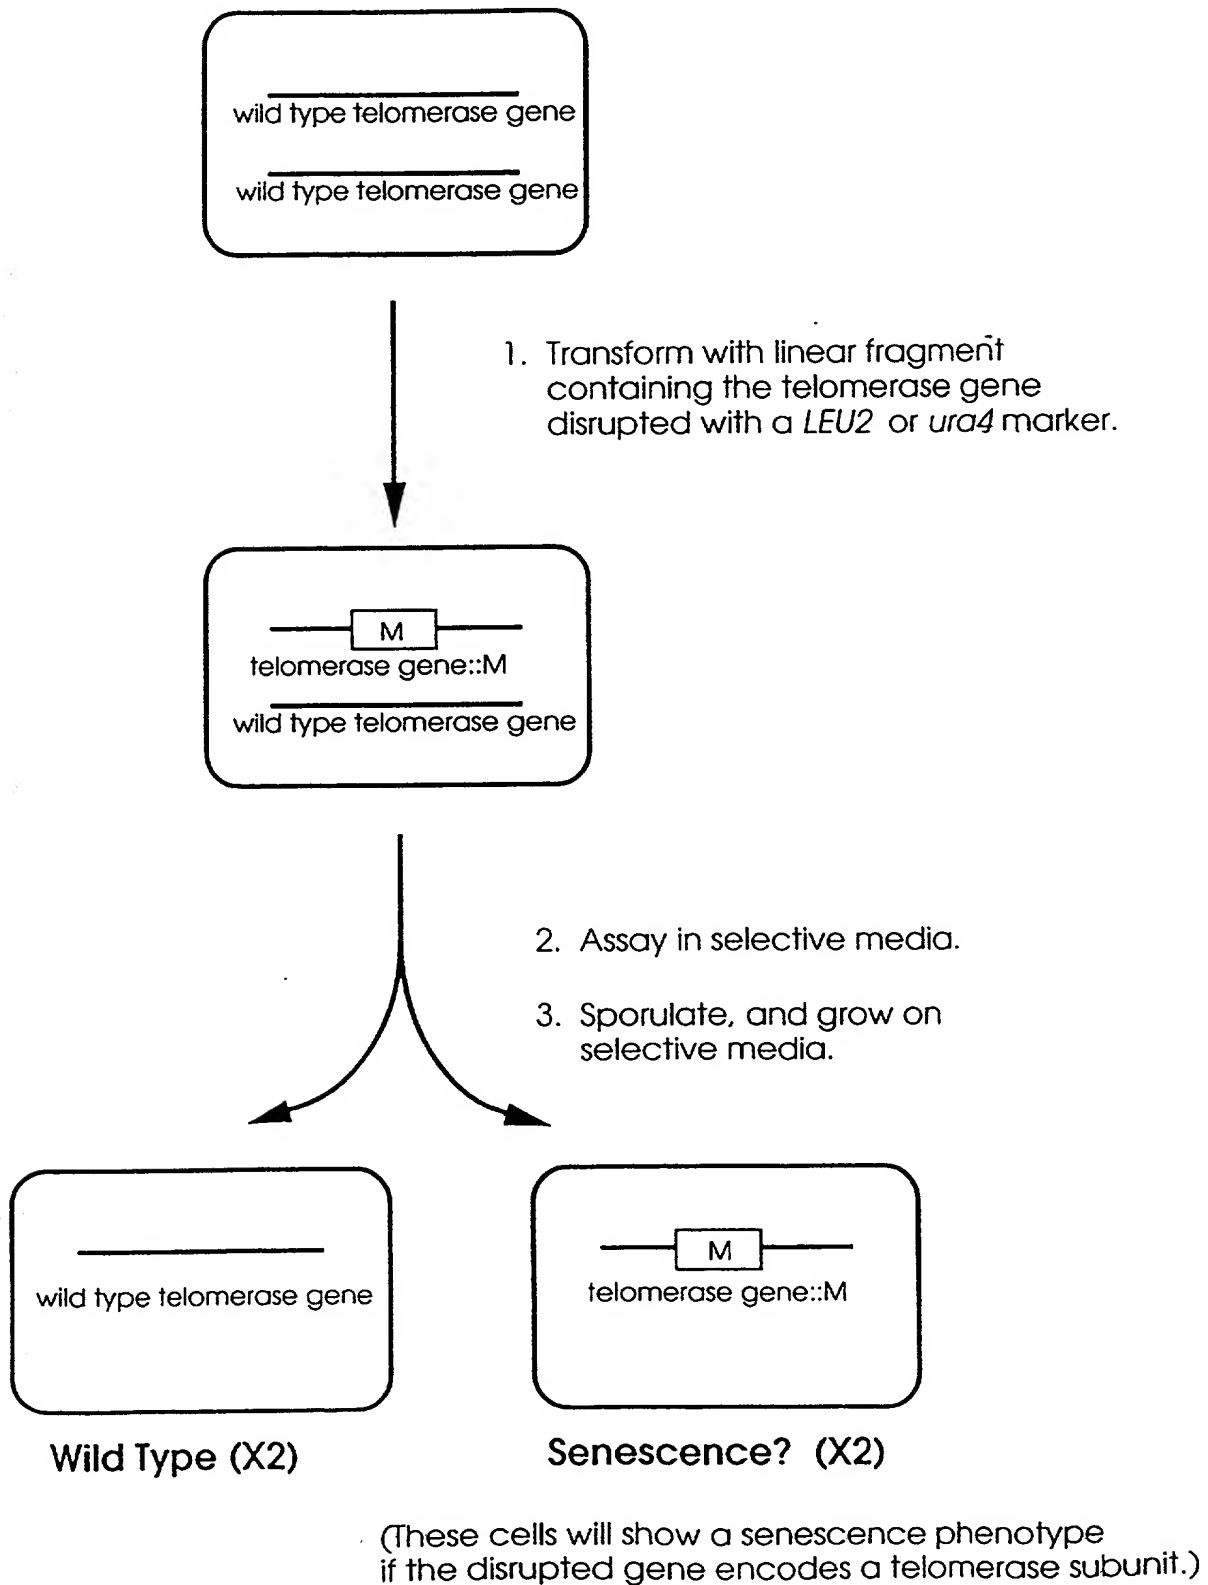 wild type telomerase gene
wild type telomerase gene
1. Transform with linear fragment
containing the telomerase gene
disrupted with a LEU2 or ura4 marker.
M
telomerase gene::M
wild type telomerase gene
2. Assay in selective media.
3. Sporulate, and grow on
selective media.
wild type telomerase gene
M
telomerase gene::M
Wild Type (X2)
Senescence? (X2)
(These cells will show a senescence phenotype
if the disrupted gene encodes a telomerase subunit.)